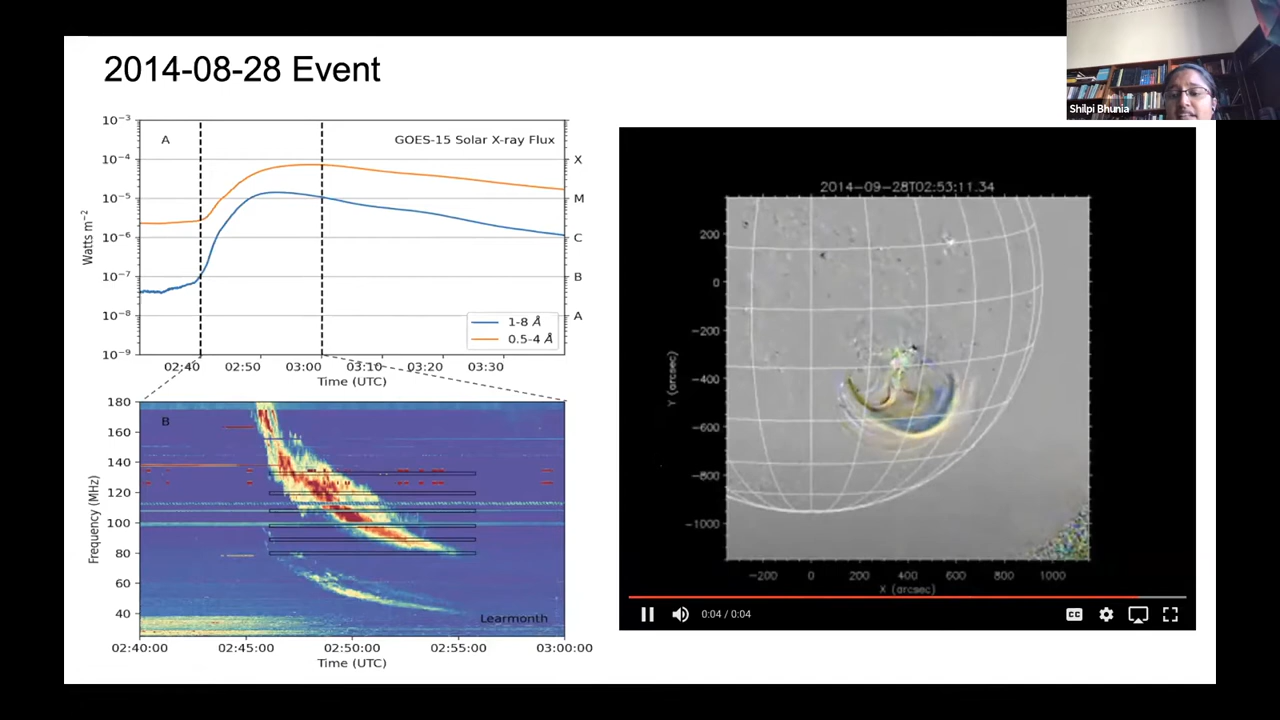 2014-08-28 Event
Shilpi Bhunia
A
GOES-15 Solar X-ray Flux
10⁻³
10⁻⁴
10⁻⁵
10⁻⁶
10⁻⁷
10⁻⁸
10⁻⁹
Watts m⁻²
X
M
C
B
A
1-8 Å
0.5-4 Å
02:40
02:50
03:00
03:10
03:20
03:30
Time (UTC)
B
180
160
140
120
100
80
60
40
Frequency (MHz)
Learmonth
02:40:00
02:45:00
02:50:00
02:55:00
03:00:00
Time (UTC)
2014-09-28T02:53:11.34
200
0
−200
−400
−600
−800
−1000
Y (arcsec)
−200
0
200
400
600
800
1000
X (arcsec)
0:04 / 0:04
CC